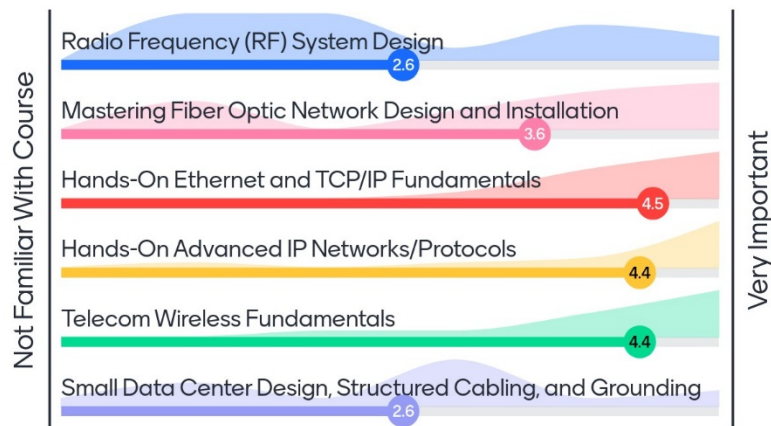 Not Familiar With Course
Radio Frequency (RF) System Design
2.6
Mastering Fiber Optic Network Design and Installation
3.6
Hands-On Ethernet and TCP/IP Fundamentals
4.5
Hands-On Advanced IP Networks/Protocols
4.4
Telecom Wireless Fundamentals
4.4
Small Data Center Design, Structured Cabling, and Grounding
2.6
Very Important